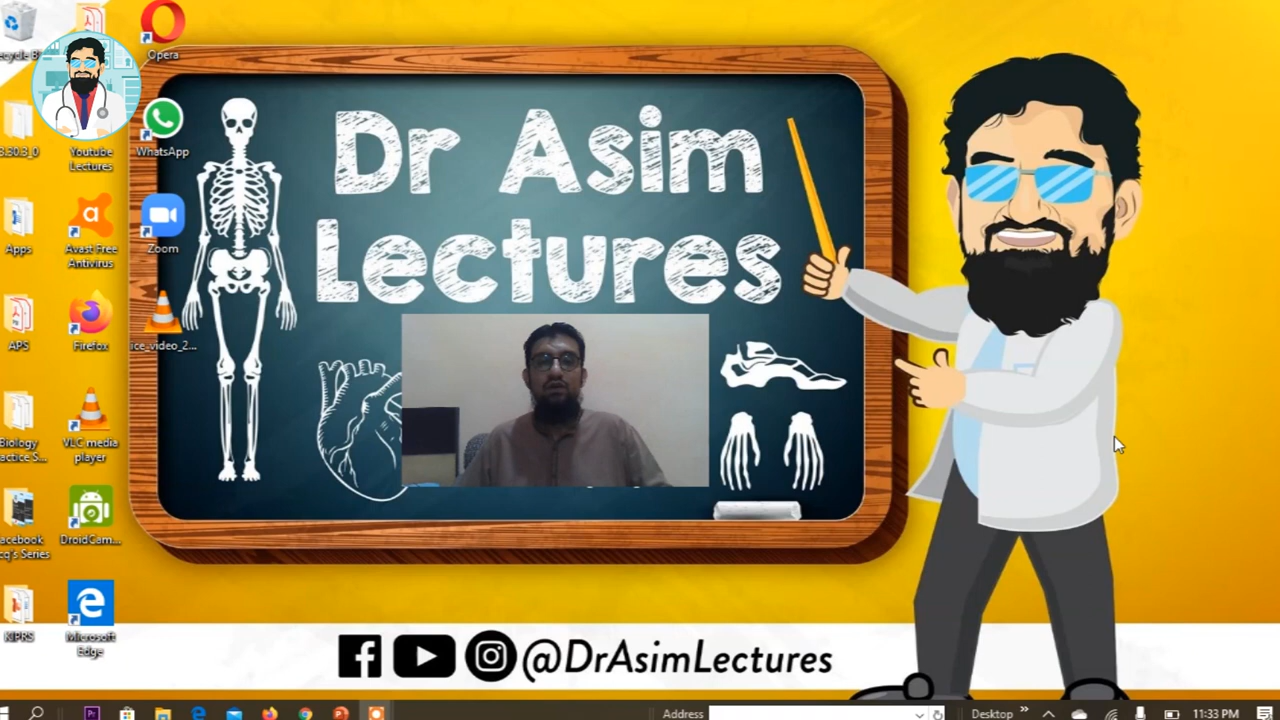 Dr Asim
Lectures
@DrAsimLectures
Opera
WhatsApp
Youtube
Lectures
Zoom
Apps
Avast Free
Antivirus
APS
Firefox
ice_video_2...
Biology
VLC media
player
DroidCam...
KIPRS
Microsoft
Edge
Address
Desktop
11:33 PM